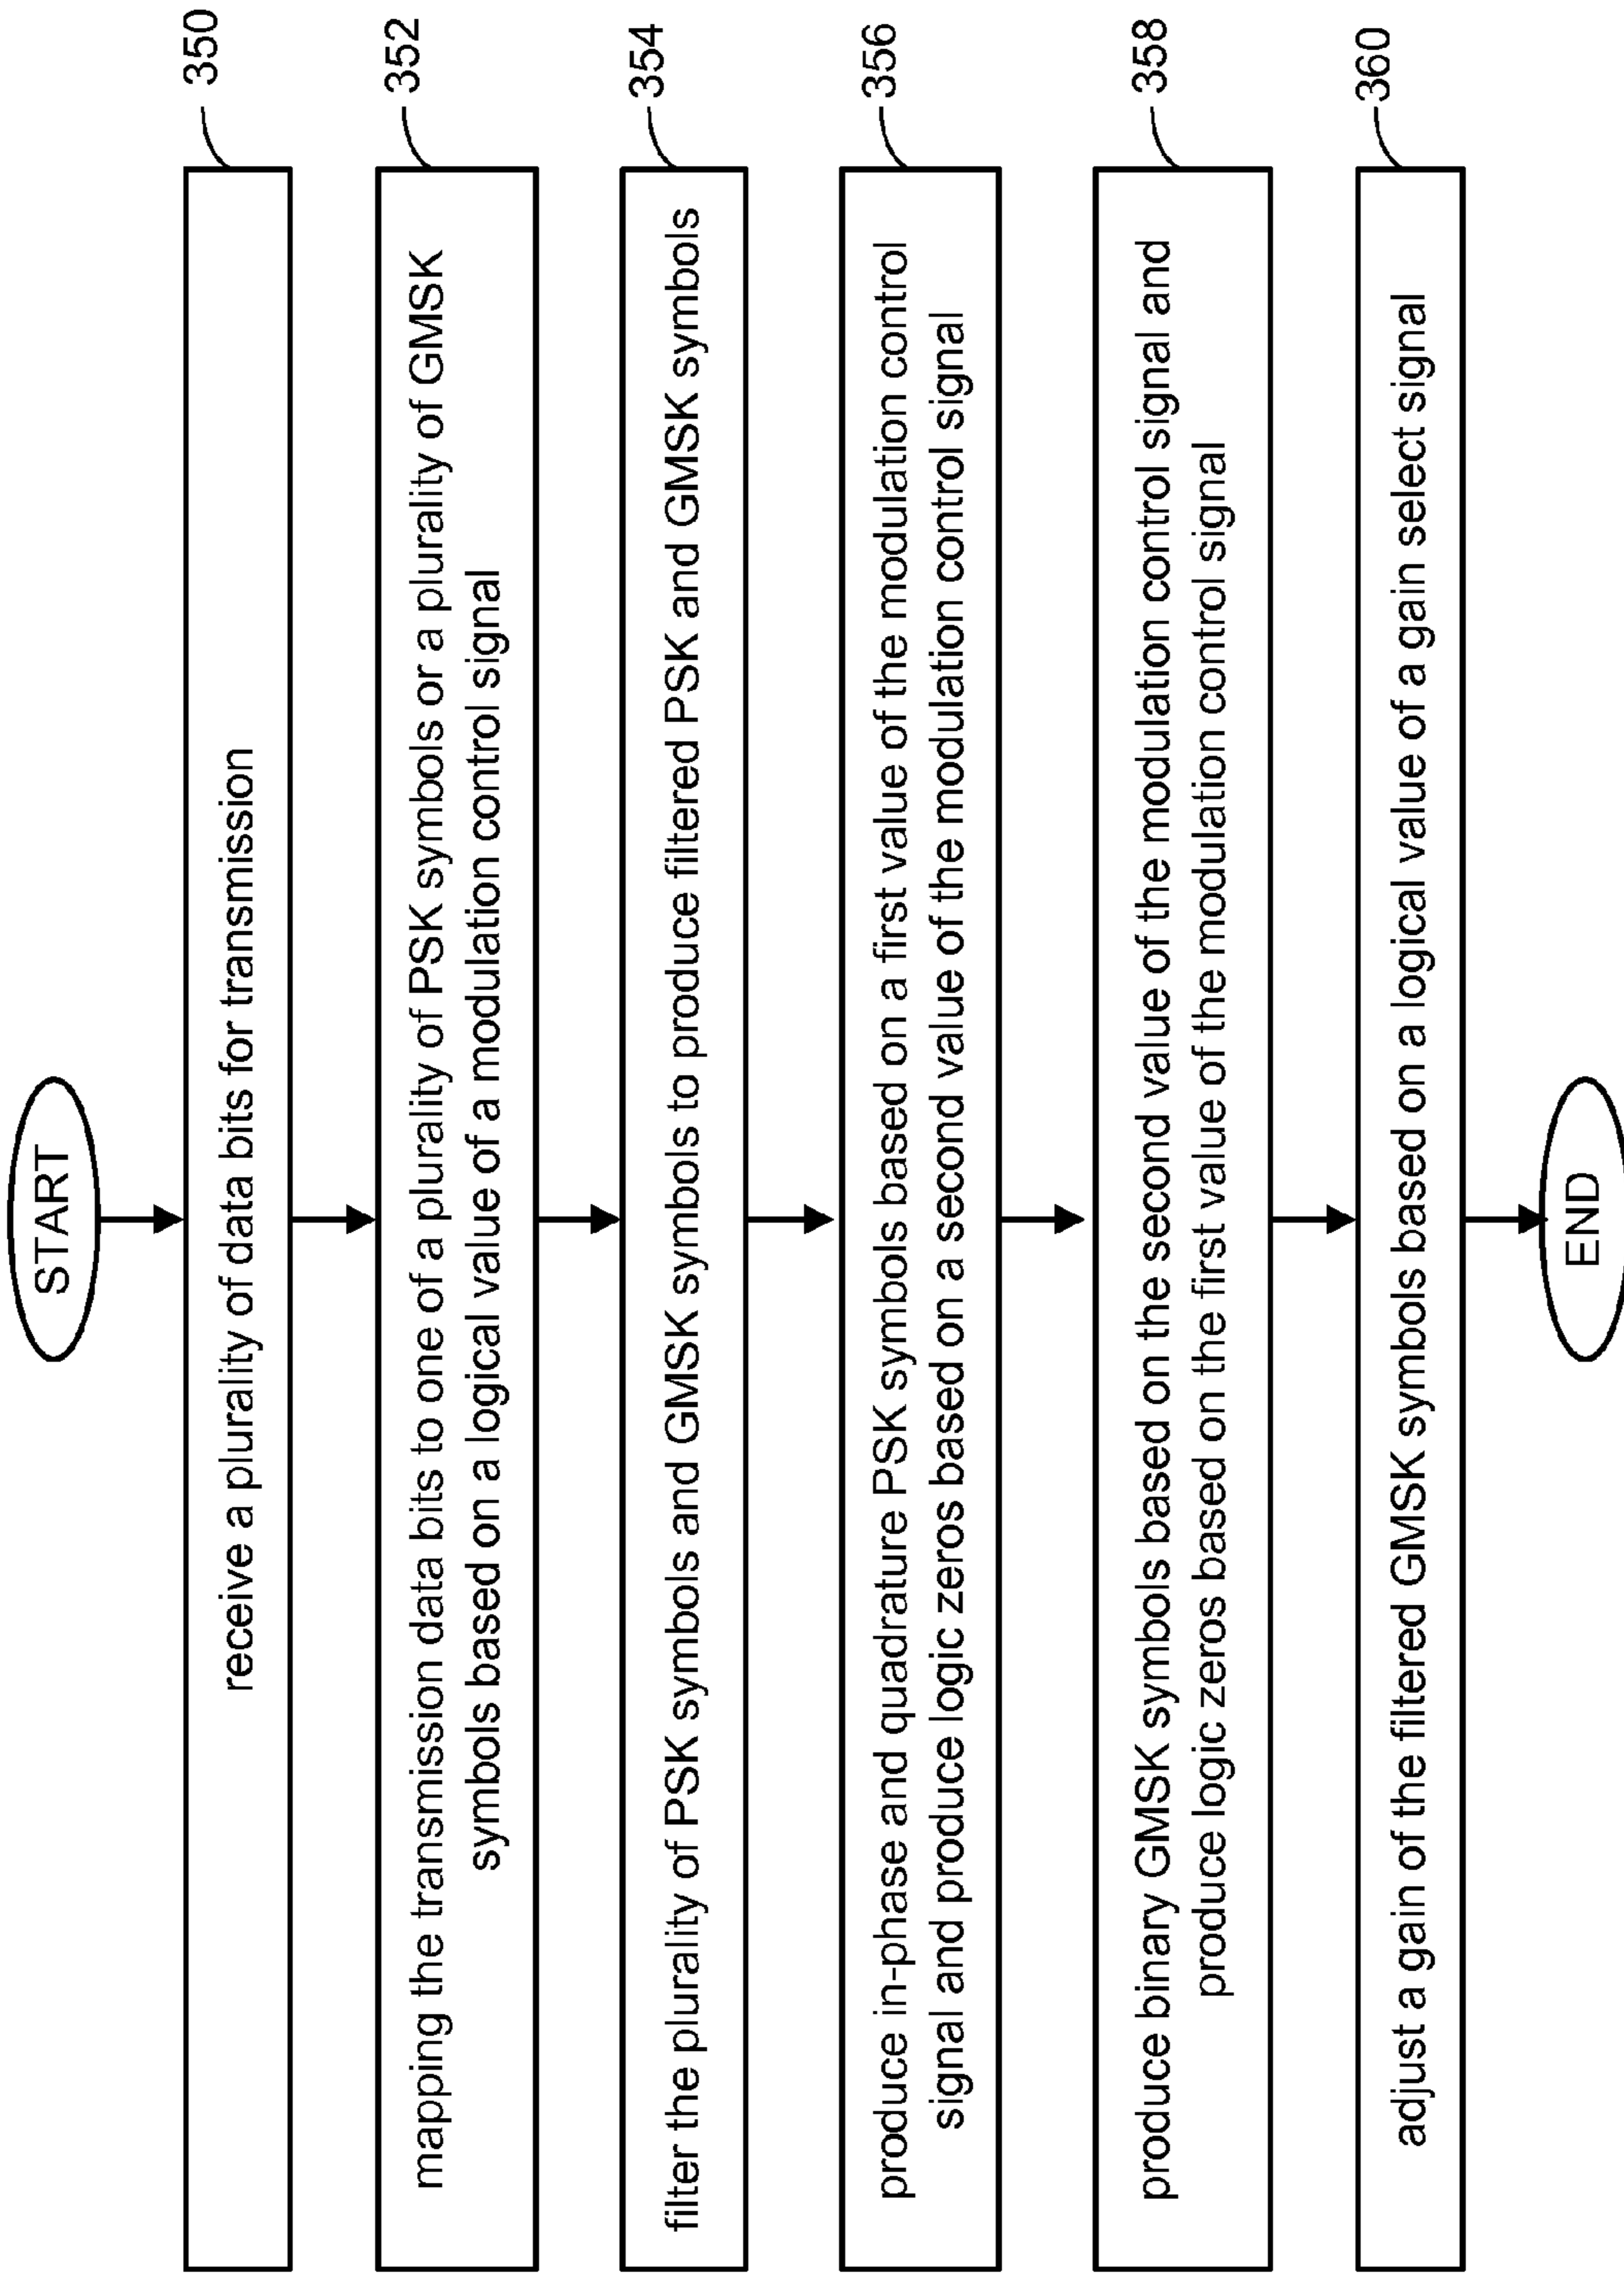 START
350
receive a plurality of data bits for transmission
352
mapping the transmission data bits to one of a plurality of PSK symbols or a plurality of GMSK
symbols based on a logical value of a modulation control signal
354
filter the plurality of PSK symbols and GMSK symbols to produce filtered PSK and GMSK symbols
356
produce in-phase and quadrature PSK symbols based on a first value of the modulation control
signal and produce logic zeros based on a second value of the modulation control signal
358
produce binary GMSK symbols based on the second value of the modulation control signal and
produce logic zeros based on the first value of the modulation control signal
360
adjust a gain of the filtered GMSK symbols based on a logical value of a gain select signal
END